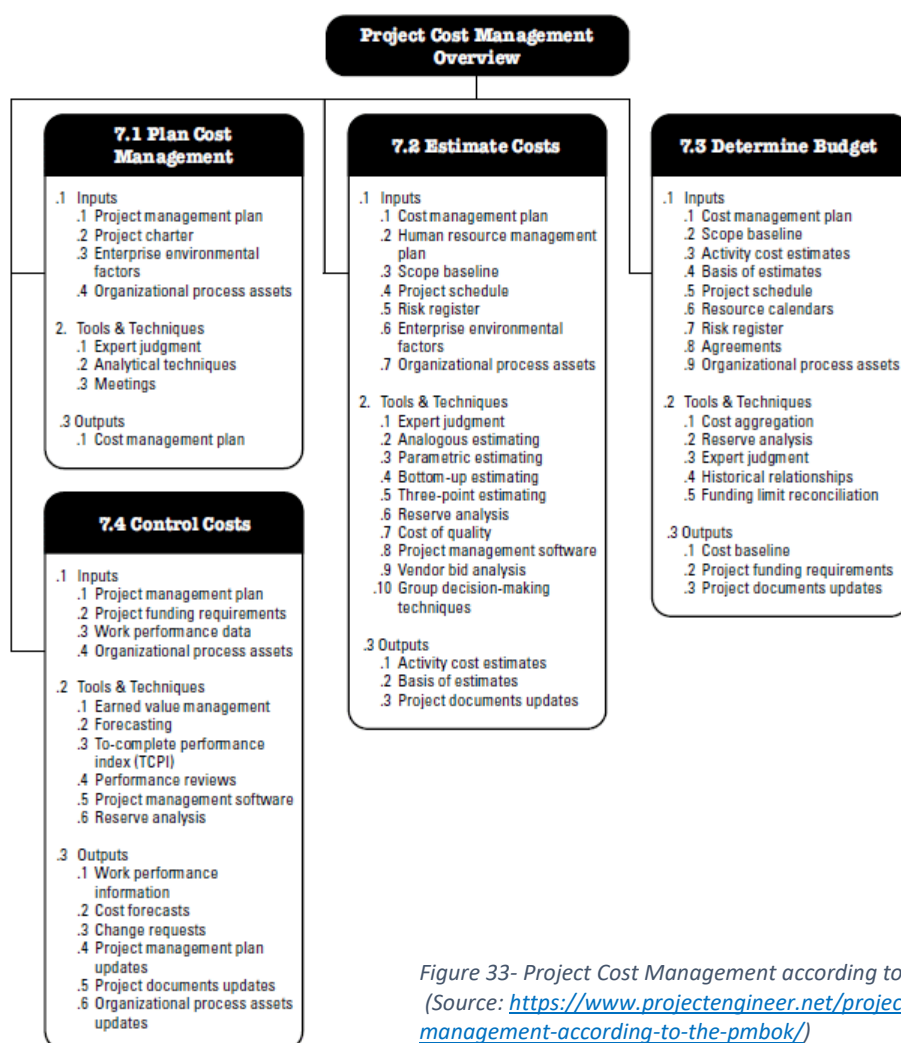 Project Cost Management
Overview
7.1 Plan Cost
Management
.1 Inputs
.1 Project management plan
.2 Project charter
.3 Enterprise environmental
factors
.4 Organizational process assets
2. Tools & Techniques
.1 Expert judgment
.2 Analytical techniques
.3 Meetings
.3 Outputs
.1 Cost management plan
7.2 Estimate Costs
.1 Inputs
.1 Cost management plan
.2 Human resource management
plan
.3 Scope baseline
.4 Project schedule
.5 Risk register
.6 Enterprise environmental
factors
.7 Organizational process assets
2. Tools & Techniques
.1 Expert judgment
.2 Analogous estimating
.3 Parametric estimating
.4 Bottom-up estimating
.5 Three-point estimating
.6 Reserve analysis
.7 Cost of quality
.8 Project management software
.9 Vendor bid analysis
.10 Group decision-making
techniques
.3 Outputs
.1 Activity cost estimates
.2 Basis of estimates
.3 Project documents updates
7.3 Determine Budget
.1 Inputs
.1 Cost management plan
.2 Scope baseline
.3 Activity cost estimates
.4 Basis of estimates
.5 Project schedule
.6 Resource calendars
.7 Risk register
.8 Agreements
.9 Organizational process assets
.2 Tools & Techniques
.1 Cost aggregation
.2 Reserve analysis
.3 Expert judgment
.4 Historical relationships
.5 Funding limit reconciliation
.3 Outputs
.1 Cost baseline
.2 Project funding requirements
.3 Project documents updates
7.4 Control Costs
.1 Inputs
.1 Project management plan
.2 Project funding requirements
.3 Work performance data
.4 Organizational process assets
.2 Tools & Techniques
.1 Earned value management
.2 Forecasting
.3 To-complete performance
index (TCPI)
.4 Performance reviews
.5 Project management software
.6 Reserve analysis
.3 Outputs
.1 Work performance
information
.2 Cost forecasts
.3 Change requests
.4 Project management plan
updates
.5 Project documents updates
.6 Organizational process assets
updates
Figure 33- Project Cost Management according to
(Source: https://www.projectengineer.net/projec
management-according-to-the-pmbok/)